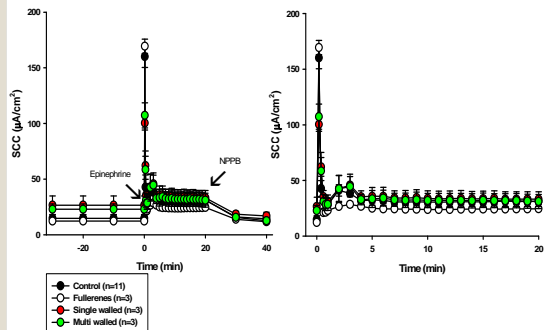 200
150
100
50
0
SCC (µA/cm²)
Epinephrine
NPPB
-20
0
20
40
Time (min)
200
150
100
50
0
SCC (µA/cm²)
0
5
10
15
20
Time (min)
Control (n=11)
Fullerenes (n=3)
Single walled (n=3)
Multi walled (n=3)